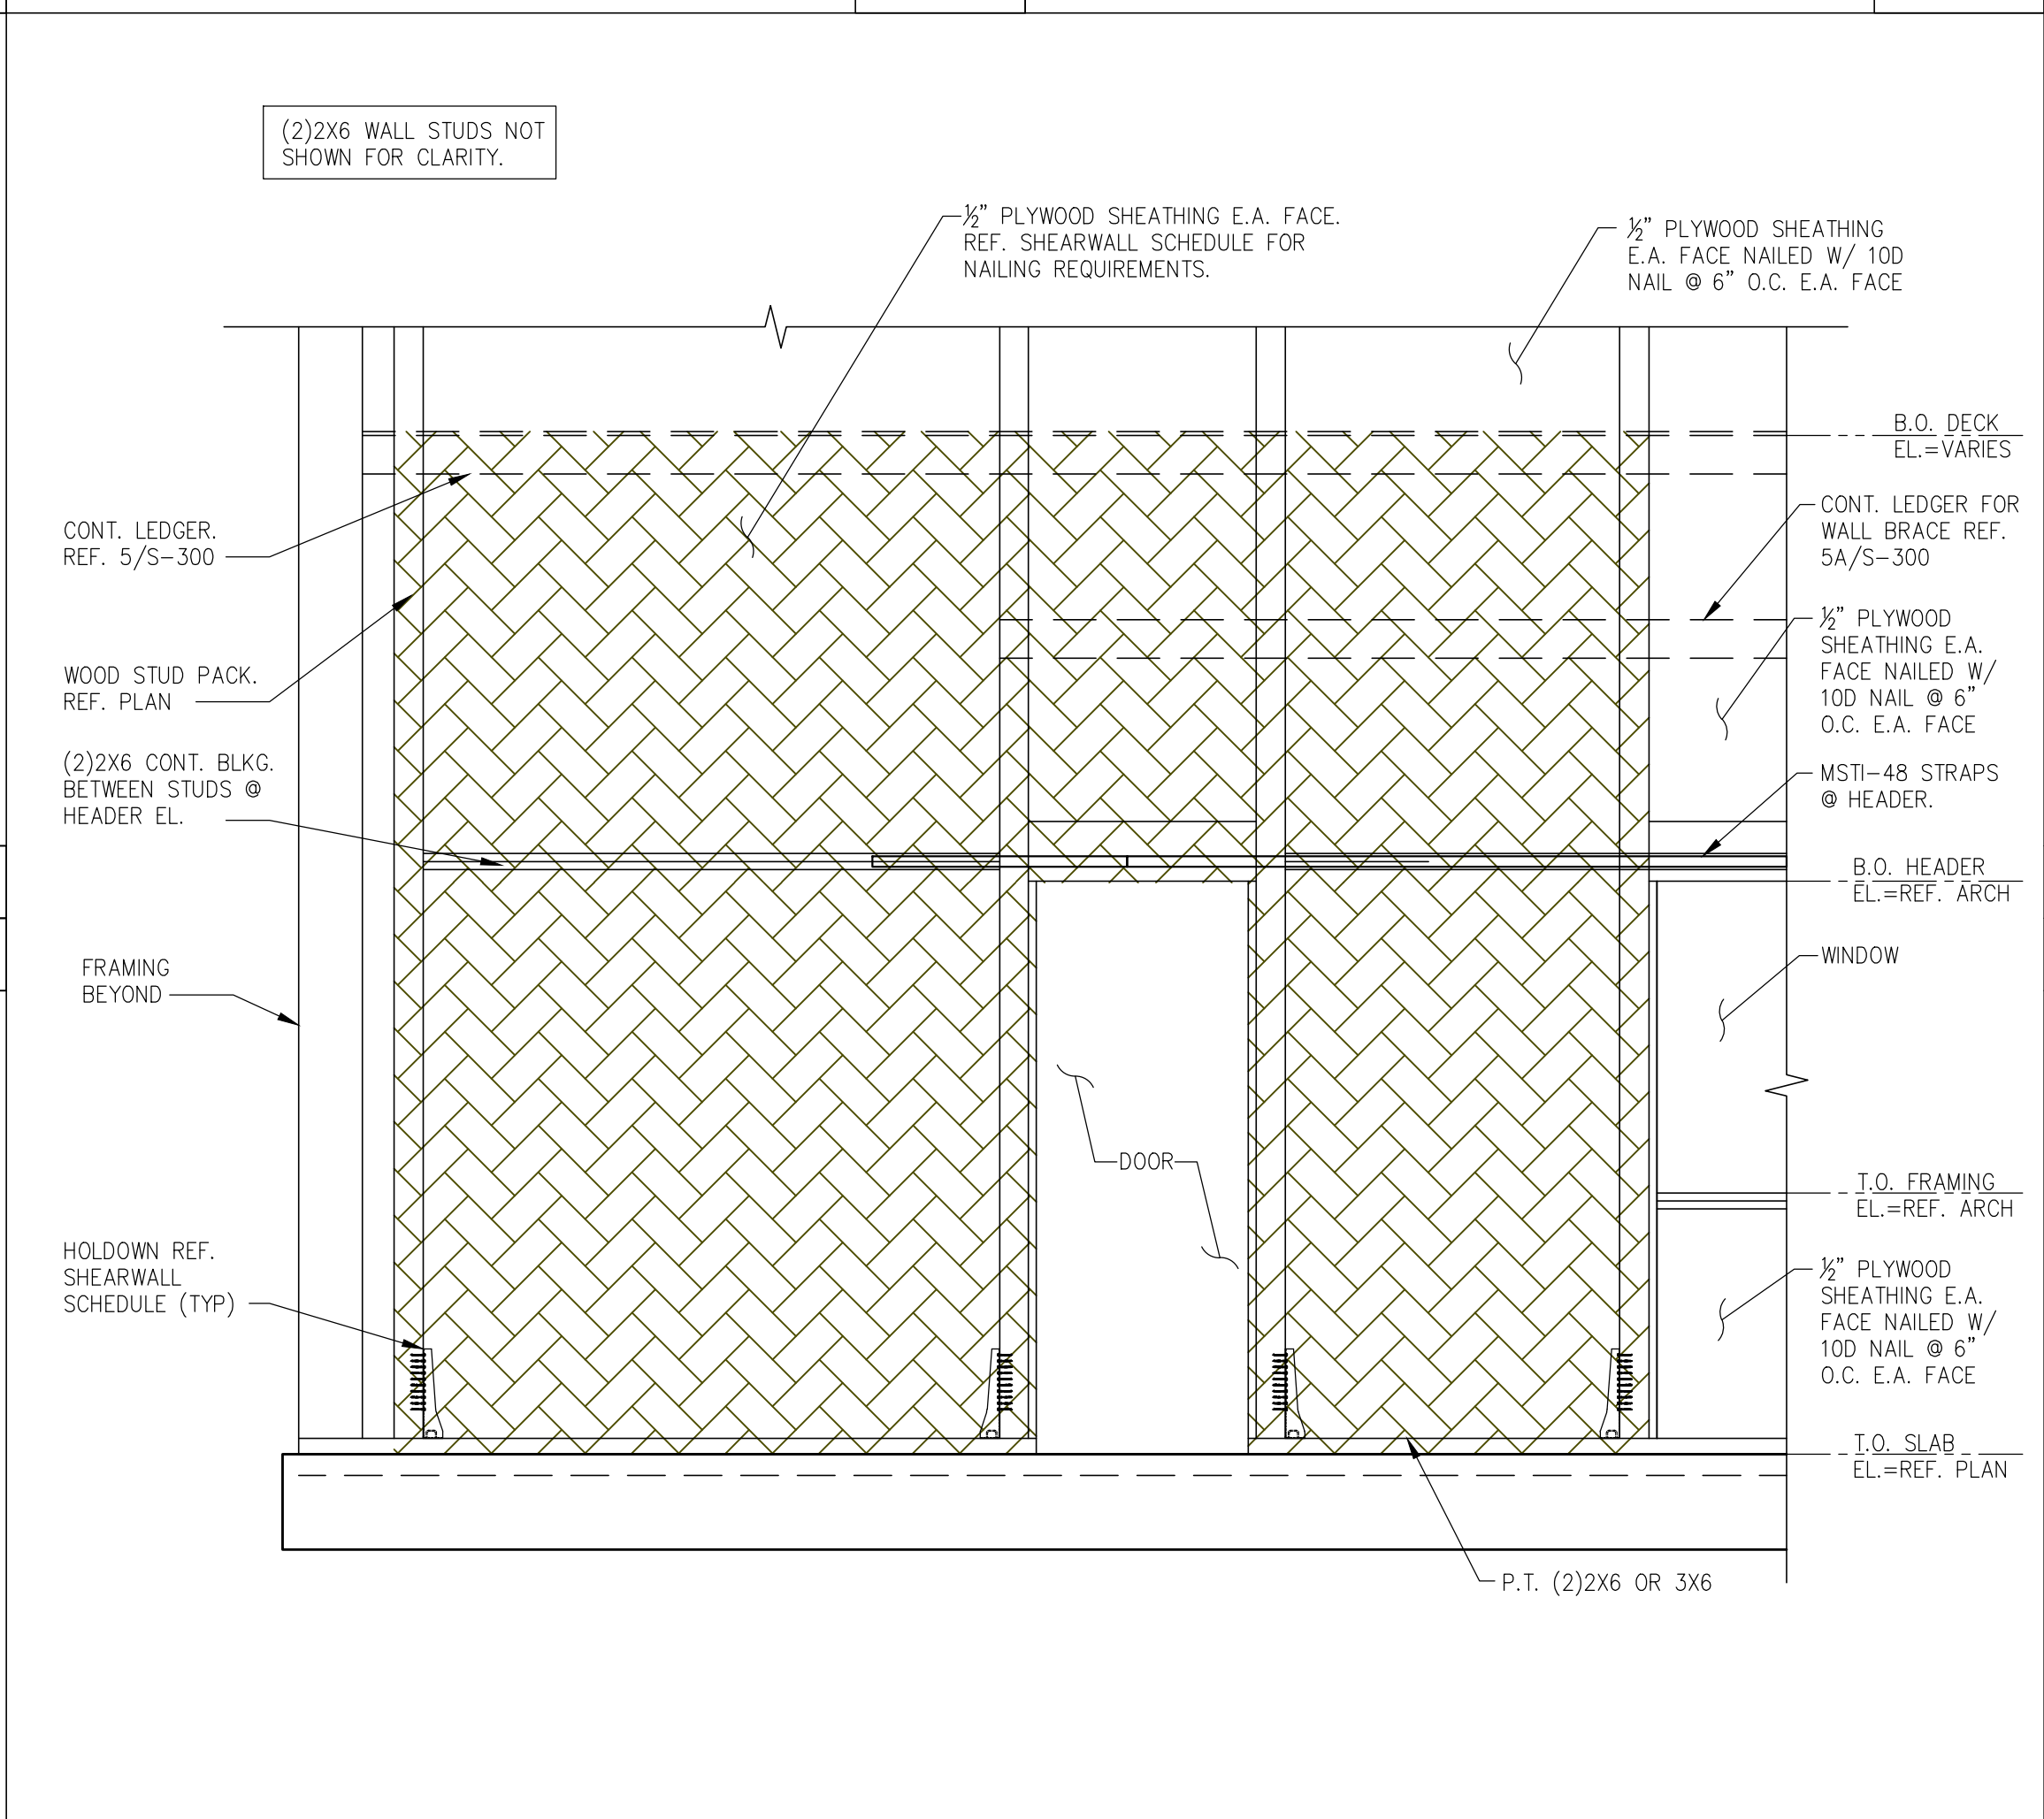 (2)2X6 WALL STUDS NOT
SHOWN FOR CLARITY.
½" PLYWOOD SHEATHING E.A. FACE.
REF. SHEARWALL SCHEDULE FOR
NAILING REQUIREMENTS.
½" PLYWOOD SHEATHING
E.A. FACE NAILED W/ 10D
NAIL @ 6" O.C. E.A. FACE
CONT. LEDGER.
REF. 5/S-300
WOOD STUD PACK.
REF. PLAN
(2)2X6 CONT. BLKG.
BETWEEN STUDS @
HEADER EL.
FRAMING
BEYOND
HOLDOWN REF.
SHEARWALL
SCHEDULE (TYP)
DOOR
B.O. DECK
EL.=VARIES
CONT. LEDGER FOR
WALL BRACE REF.
5A/S-300
½" PLYWOOD
SHEATHING E.A.
FACE NAILED W/
10D NAIL @ 6"
O.C. E.A. FACE
MSTI-48 STRAPS
@ HEADER.
B.O. HEADER
EL.=REF. ARCH
WINDOW
T.O. FRAMING
EL.=REF. ARCH
½" PLYWOOD
SHEATHING E.A.
FACE NAILED W/
10D NAIL @ 6"
O.C. E.A. FACE
T.O. SLAB
EL.=REF. PLAN
P.T. (2)2X6 OR 3X6